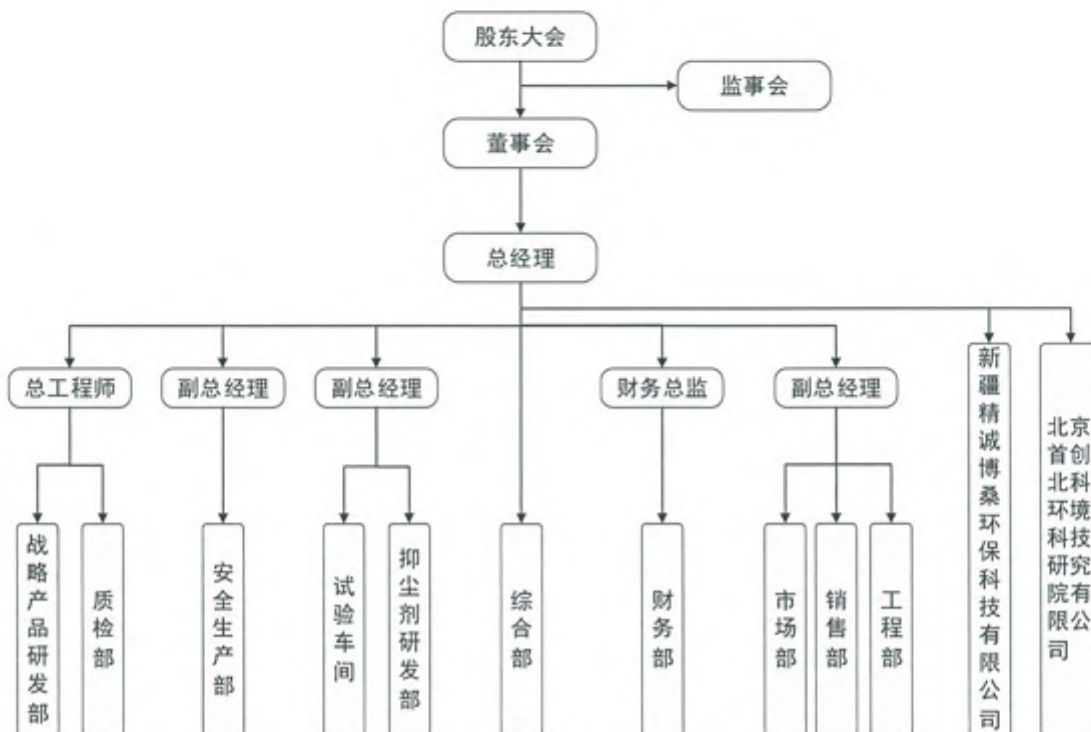 股东大会
监事会
董事会
总经理
总工程师
副总经理
副总经理
财务总监
副总经理
战略产品研发部
质检部
安全生产部
试验车间
抑尘剂研发部
综合部
财务部
市场部
销售部
工程部
新疆精诚博桑环保科技有限公司
北京首创北科环境科技研究院有限公司